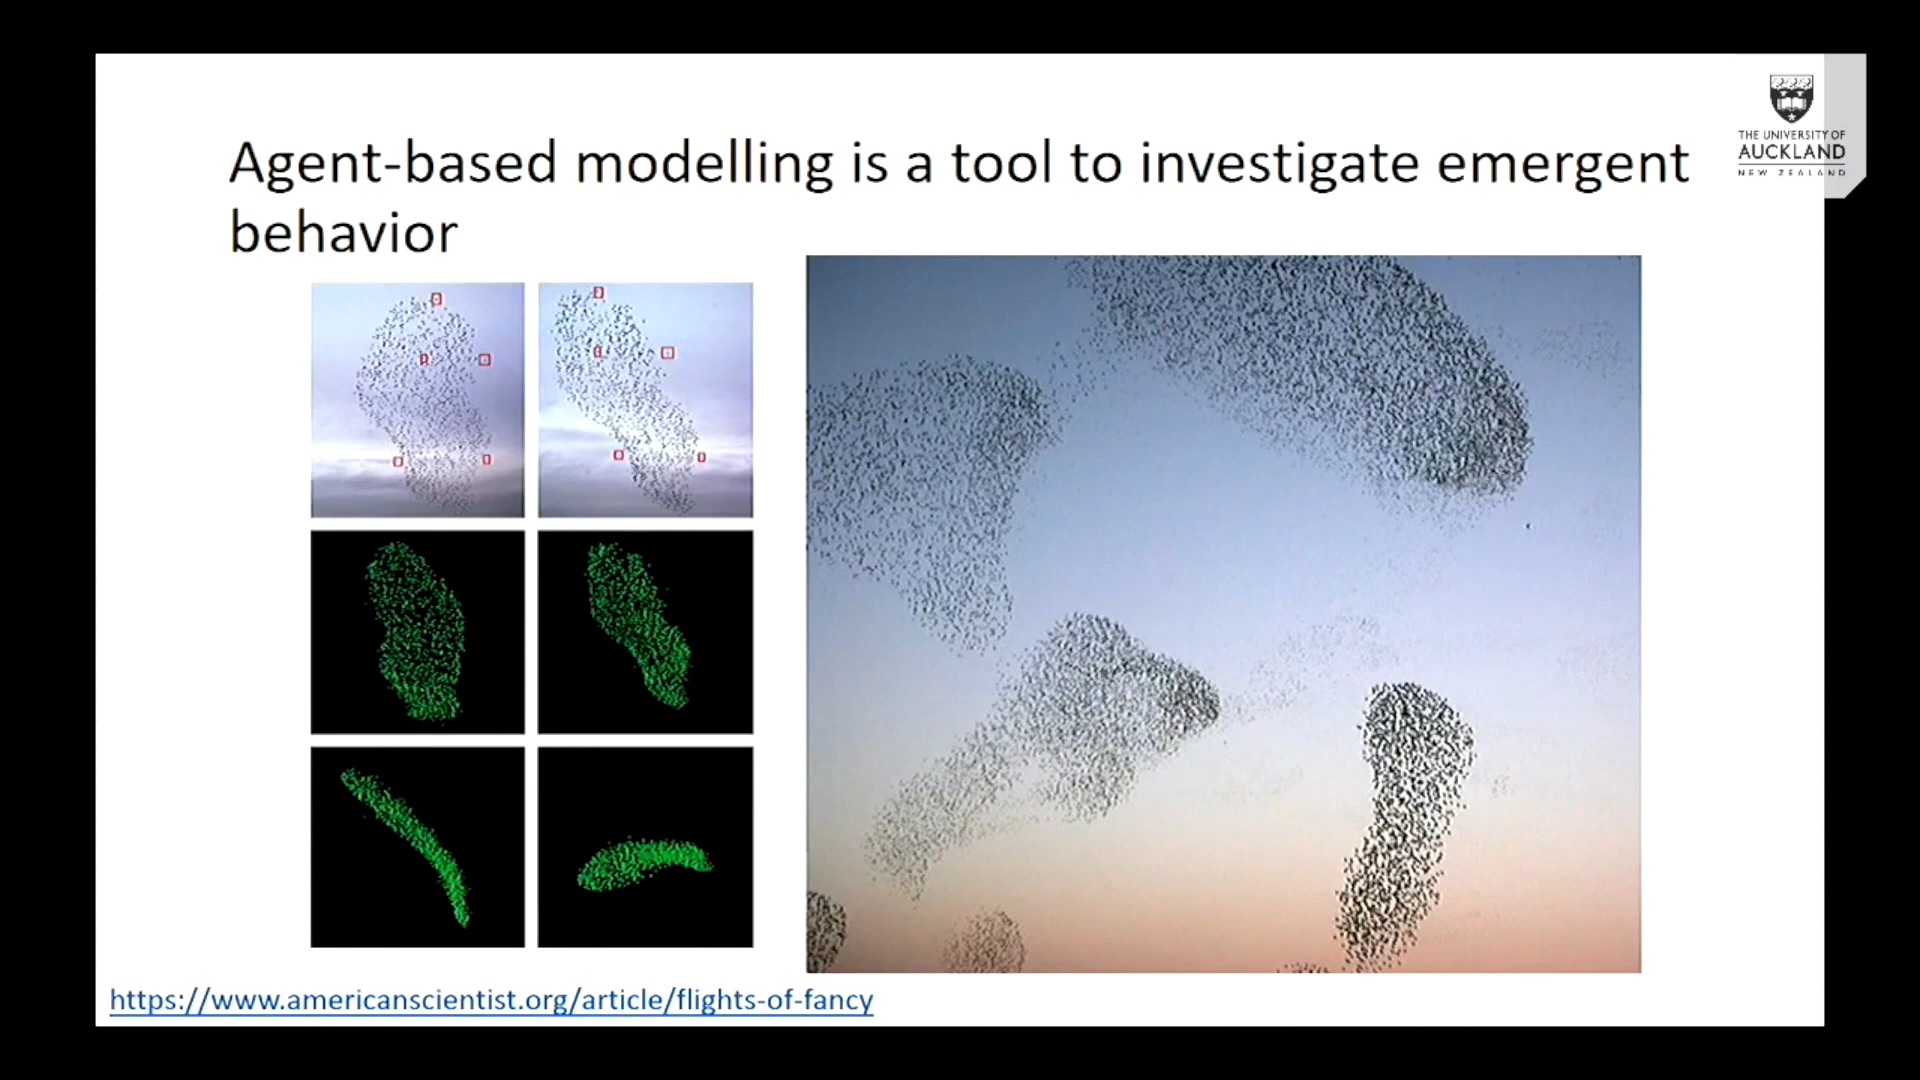 THE UNIVERSITY OF
AUCKLAND
NEW ZEALAND
Agent-based modelling is a tool to investigate emergent
behavior
https://www.americanscientist.org/article/flights-of-fancy